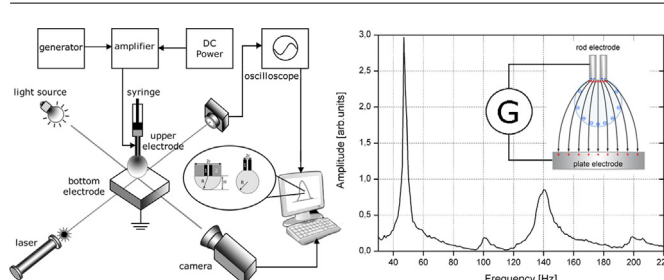 generator
amplifier
DC
Power
oscilloscope
light source
syringe
upper
electrode
bottom
electrode
laser
camera
Amplitude [arb. units]
3,0
2,5
2,0
1,5
1,0
0,5
0,0
rod electrode
G
plate electrode
40
60
80
100
120
140
160
180
200
Frequency [Hz]